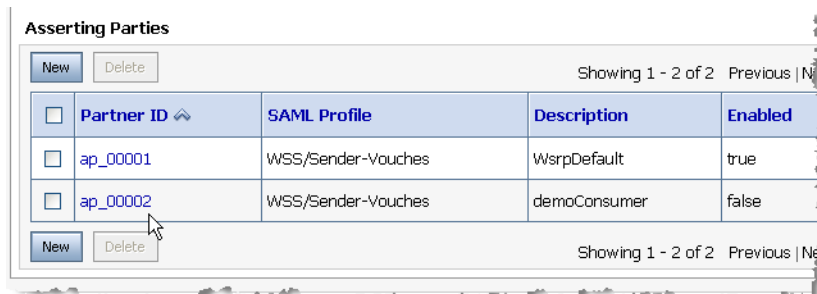 Asserting Parties
New Delete Showing 1 - 2 of 2 Previous |
Partner ID SAML Profile Description Enabled
ap_00001 WSS/Sender-Vouches WsrpDefault true
ap_00002 WSS/Sender-Vouches demoConsumer false
New Delete Showing 1 - 2 of 2 Previous |